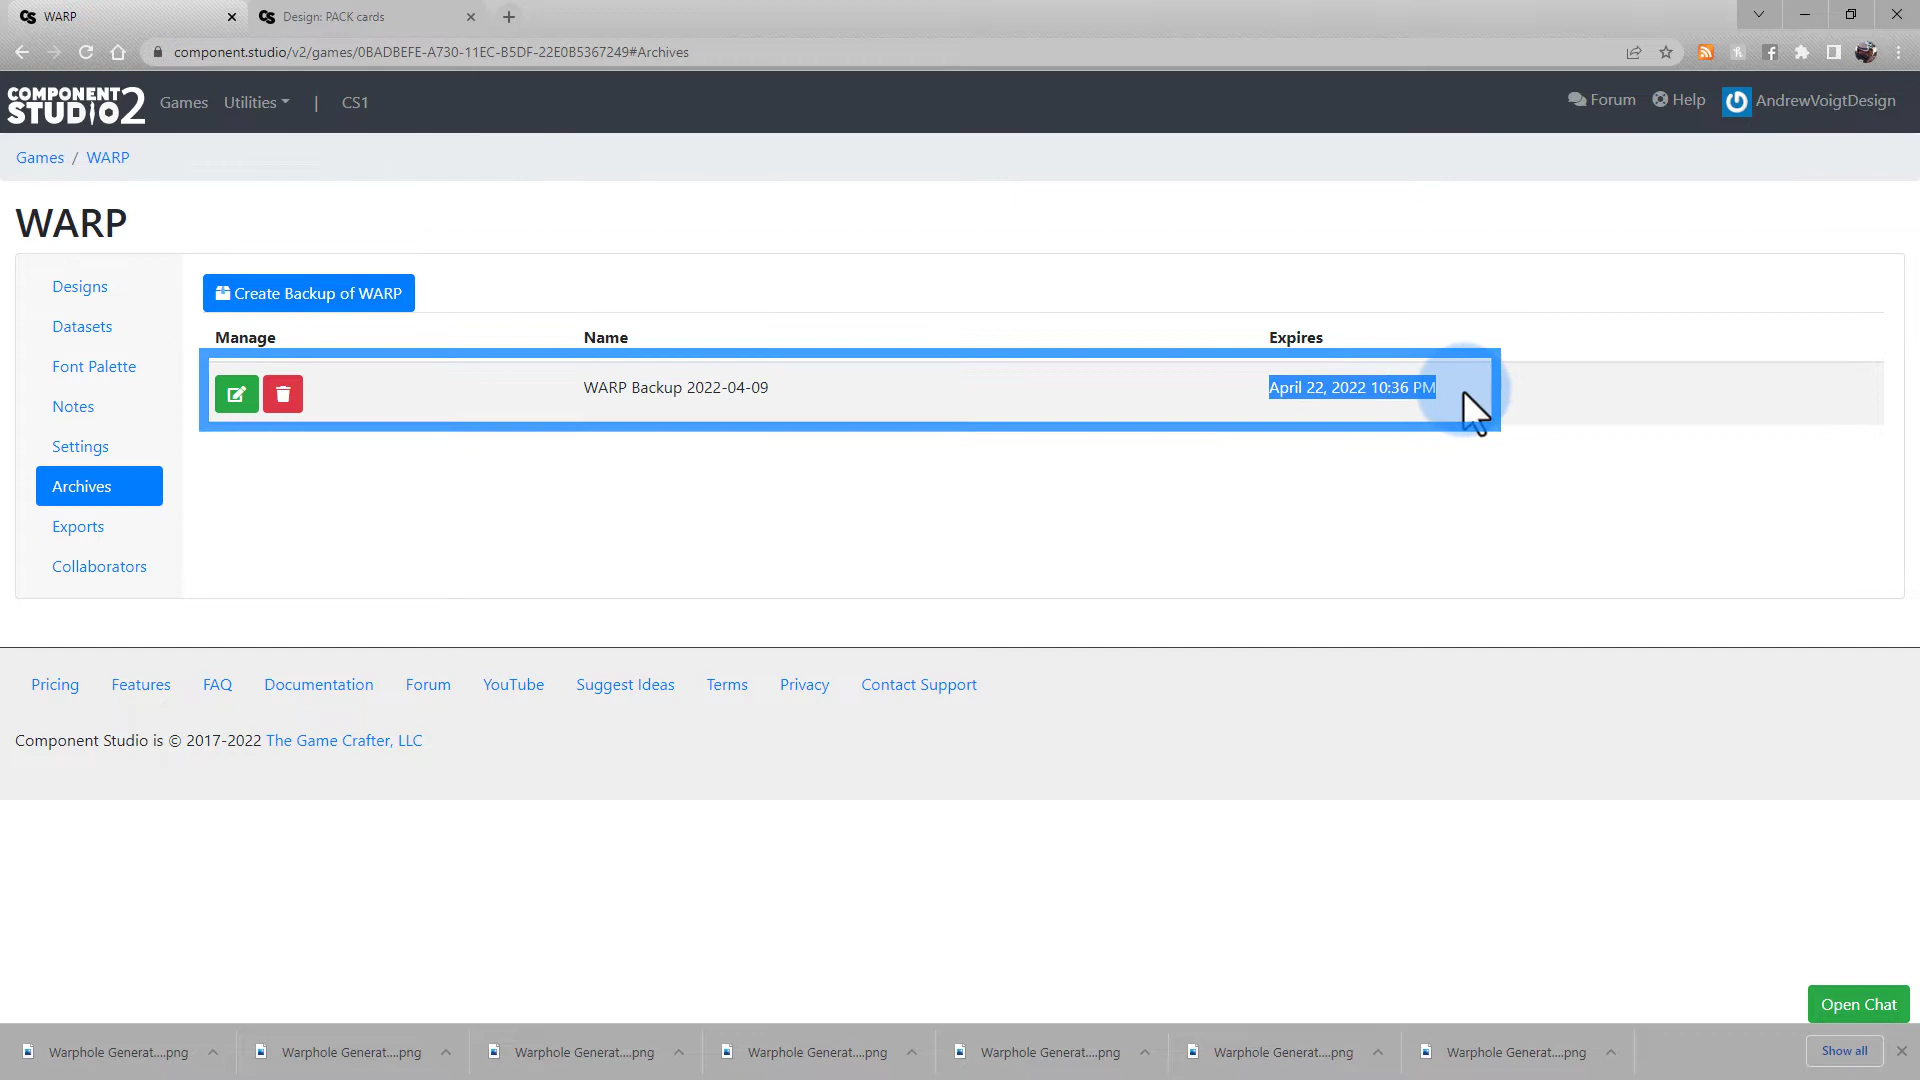 WARP
Design: PACK cards
component.studio/v2/games/0BADBEFE-A730-11EC-B5DF-22E0B5367249#Archives
COMPONENT STUDIO2
Games Utilities | CS1
Forum Help AndrewVoigtDesign
Games / WARP
WARP
Designs
Datasets
Font Palette
Notes
Settings
Archives
Exports
Collaborators
Create Backup of WARP
Manage Name Expires
WARP Backup 2022-04-09 April 22, 2022 10:36 PM
Pricing Features FAQ Documentation Forum YouTube Suggest Ideas Terms Privacy Contact Support
Component Studio is © 2017-2022 The Game Crafter, LLC
Open Chat
Warphole Generat....png Warphole Generat....png Warphole Generat....png Warphole Generat....png Warphole Generat....png Warphole Generat....png Warphole Generat....png Show all